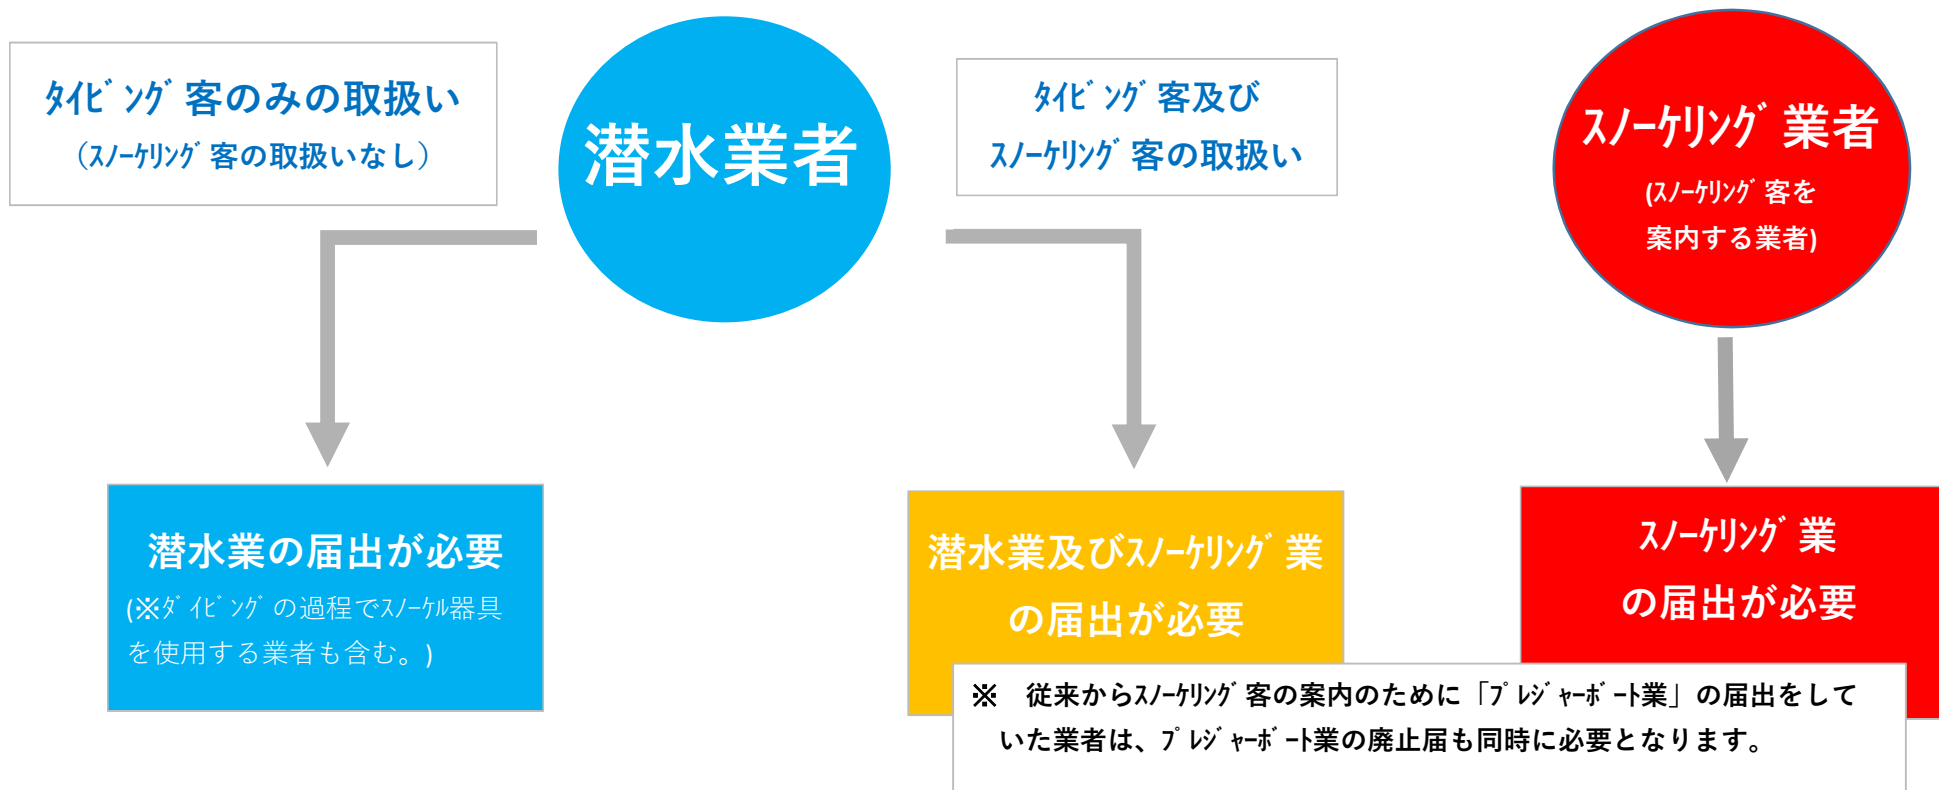 ﾀｲﾋﾞﾝｸﾞ客のみの取扱い
（ｽﾉｰｹﾘﾝｸﾞ客の取扱いなし）
潜水業者
ﾀｲﾋﾞﾝｸﾞ客及び
ｽﾉｰｹﾘﾝｸﾞ客の取扱い
ｽﾉｰｹﾘﾝｸﾞ業者
(ｽﾉｰｹﾘﾝｸﾞ客を
案内する業者)
潜水業の届出が必要
(※ﾀﾞｲﾋﾞﾝｸﾞの過程でｽﾉｰｹﾙ器具
を使用する業者も含む。)
潜水業及びｽﾉｰｹﾘﾝｸﾞ業
の届出が必要
ｽﾉｰｹﾘﾝｸﾞ業
の届出が必要
※　従来からｽﾉｰｹﾘﾝｸﾞ客の案内のために「ﾌﾟﾚｼﾞｬｰﾎﾞｰﾄ業」の届出をして
いた業者は、ﾌﾟﾚｼﾞｬｰﾎﾞｰﾄ業の廃止届も同時に必要となります。